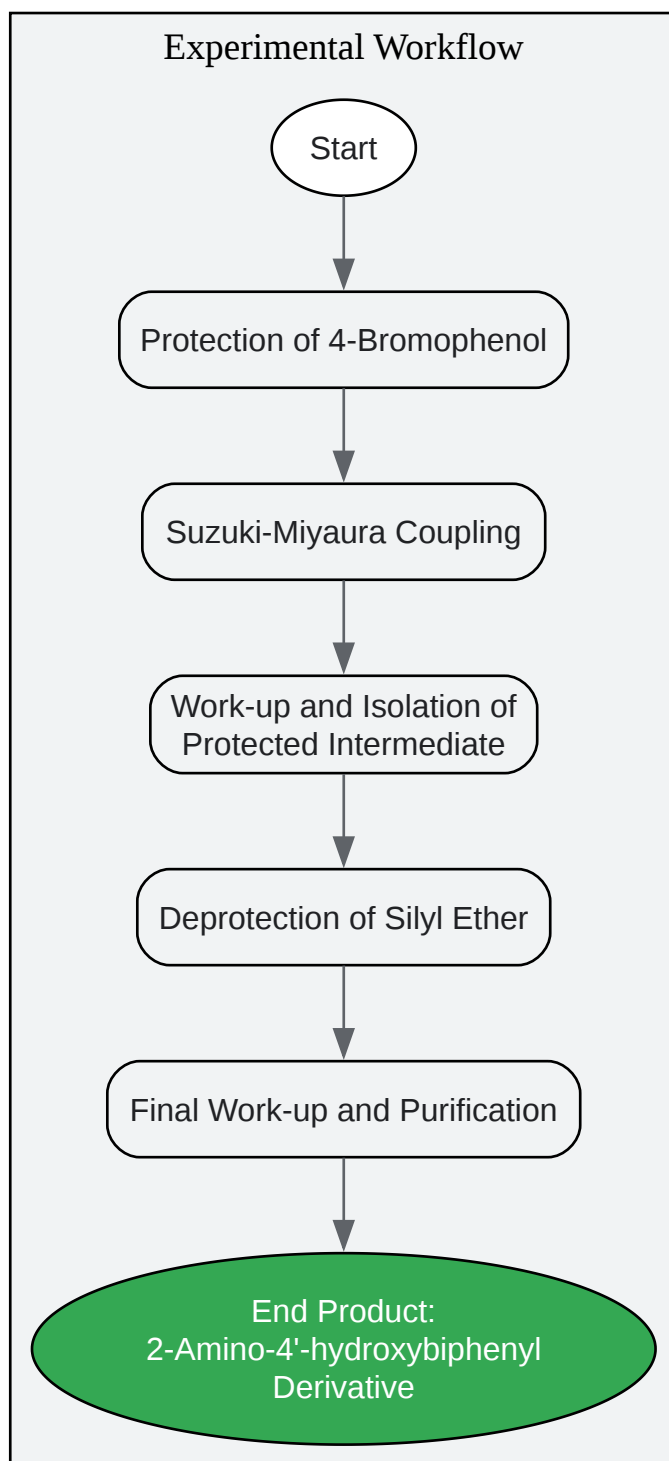 Experimental Workflow
Start
Protection of 4-Bromophenol
Suzuki-Miyaura Coupling
Work-up and Isolation of
Protected Intermediate
Deprotection of Silyl Ether
Final Work-up and Purification
End Product:
2-Amino-4'-hydroxybiphenyl
Derivative